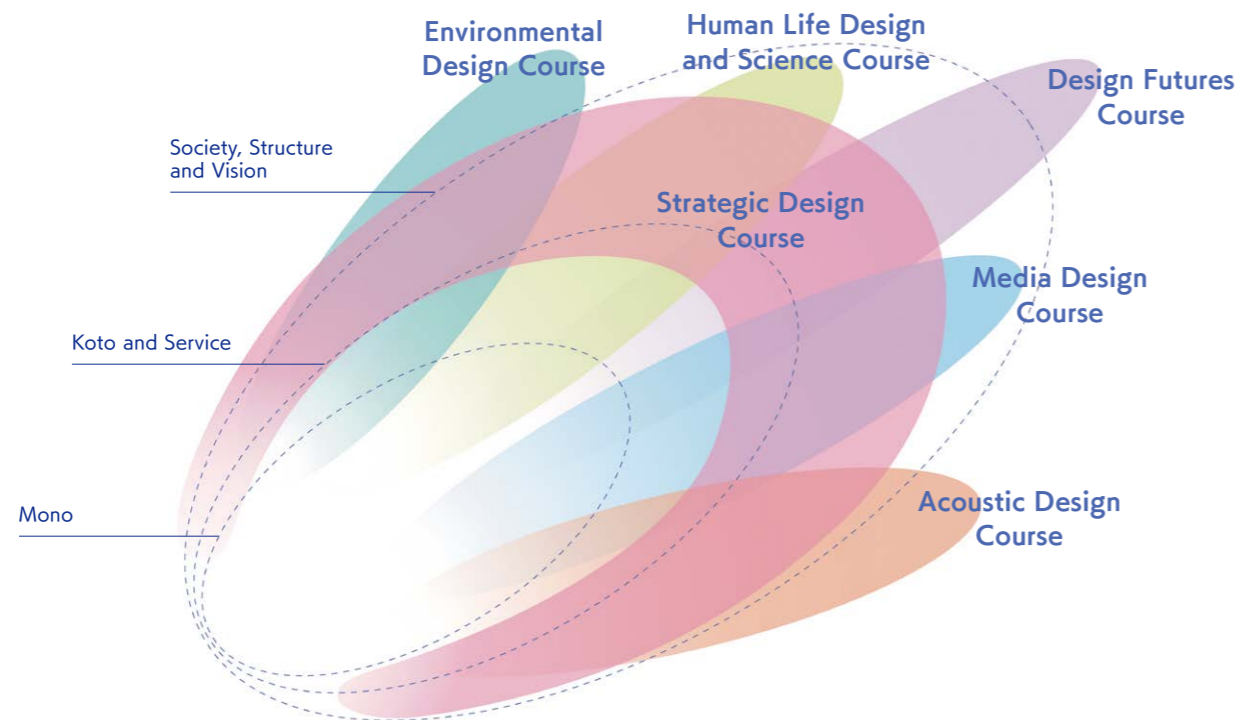 Environmental
Design Course
Human Life Design
and Science Course
Design Futures
Course
Society, Structure
and Vision
Strategic Design
Course
Media Design
Course
Koto and Service
Acoustic Design
Course
Mono